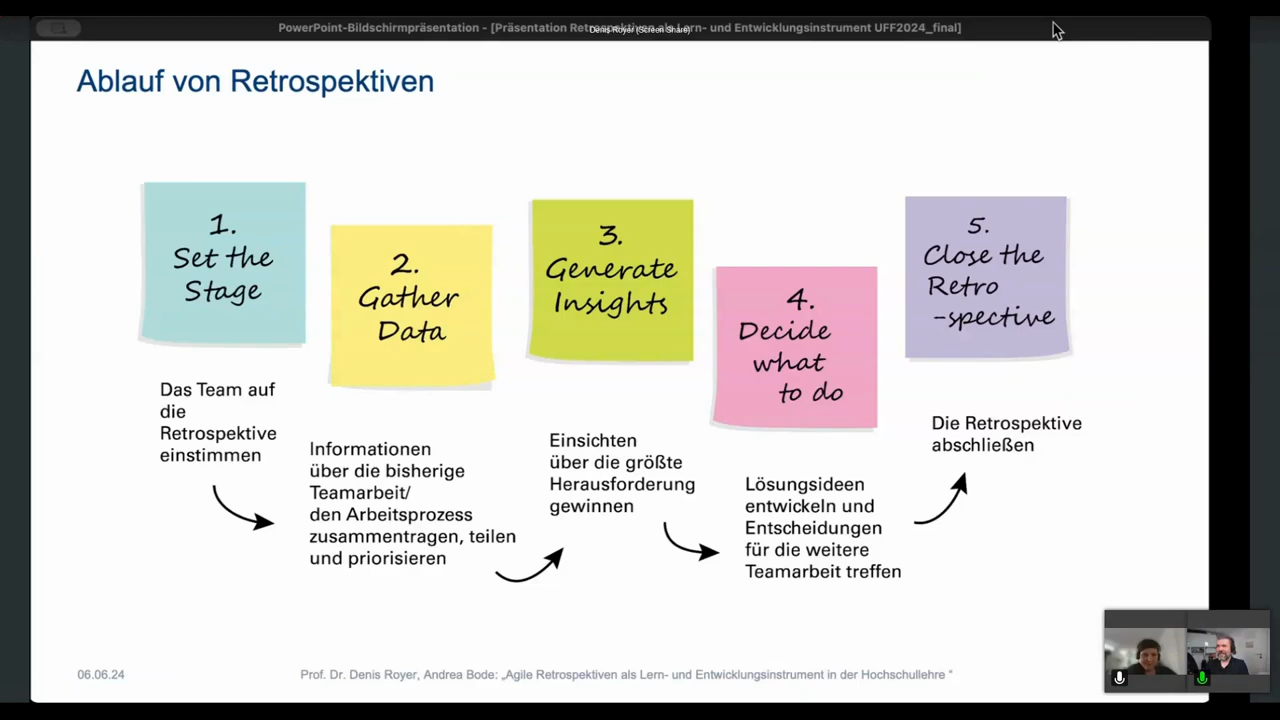 PowerPoint-Bildschirmpräsentation - [Präsentation Retrospektiven als Lern- und Entwicklungsinstrument UFF2024_final]
Denis Royer (Screen Share)
Ablauf von Retrospektiven
1.
Set the
Stage
Das Team auf
die
Retrospektive
einstimmen
2.
Gather
Data
Informationen
über die bisherige
Teamarbeit/
den Arbeitsprozess
zusammentragen, teilen
und priorisieren
3.
Generate
Insights
Einsichten
über die größte
Herausforderung
gewinnen
4.
Decide
what
to do
Lösungsideen
entwickeln und
Entscheidungen
für die weitere
Teamarbeit treffen
5.
Close the
Retro
-spective
Die Retrospektive
abschließen
06.06.24
Prof. Dr. Denis Royer, Andrea Bode: „Agile Retrospektiven als Lern- und Entwicklungsinstrument in der Hochschullehre “